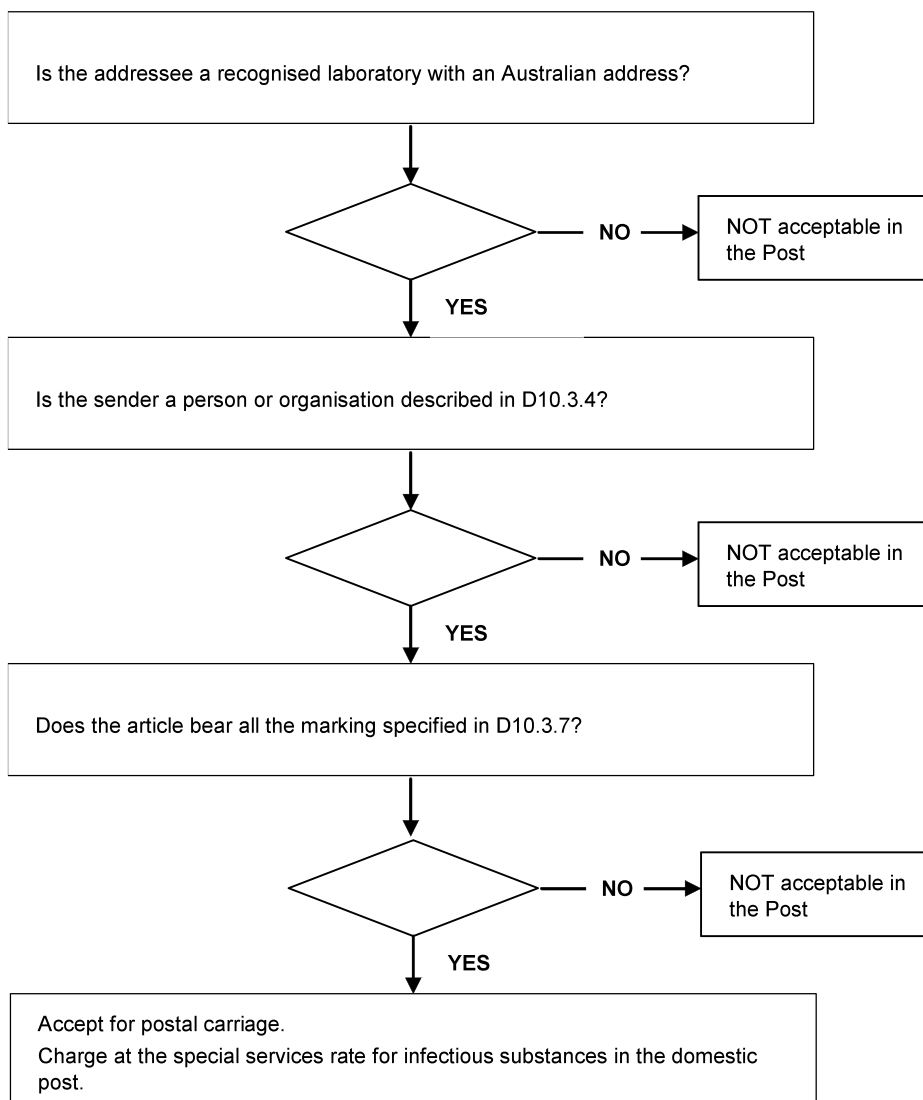 Is the addressee a recognised laboratory with an Australian address?
NO
NOT acceptable in
the Post
YES
Is the sender a person or organisation described in D10.3.4?
NO
NOT acceptable in
the Post
YES
Does the article bear all the marking specified in D10.3.7?
NO
NOT acceptable in
the Post
YES
Accept for postal carriage.
Charge at the special services rate for infectious substances in the domestic
post.